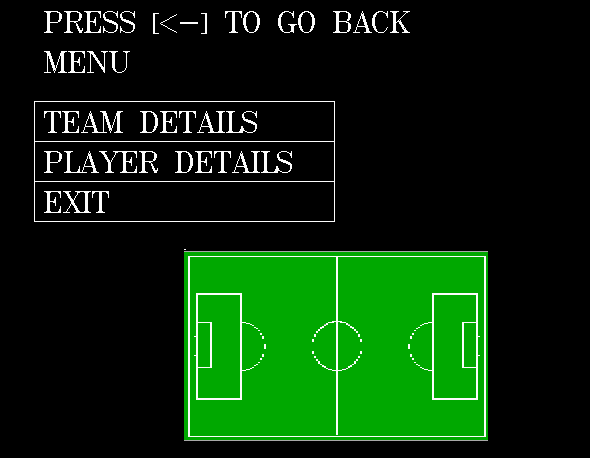 PRESS [<-] TO GO BACK
MENU
TEAM DETAILS
PLAYER DETAILS
EXIT